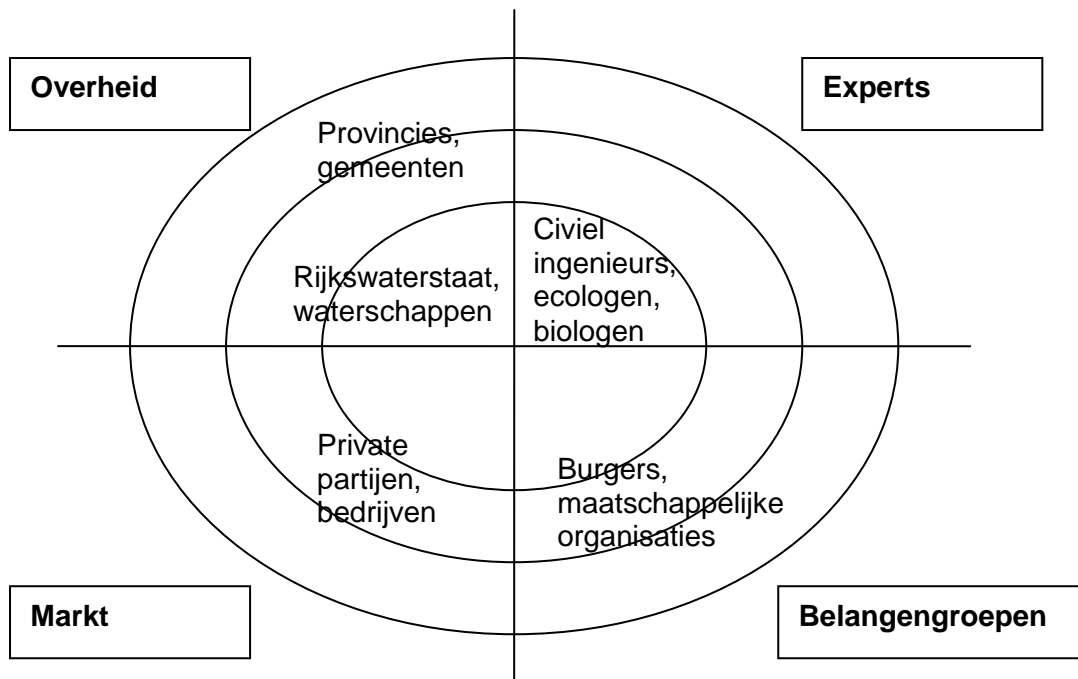 Overheid
Experts
Provincies,
gemeenten
Civiel
ingenieurs,
ecologen,
biologen
Rijkswaterstaat,
waterschappen
Private
partijen,
bedrijven
Burgers,
maatschappelijke
organisaties
Markt
Belangengroepen